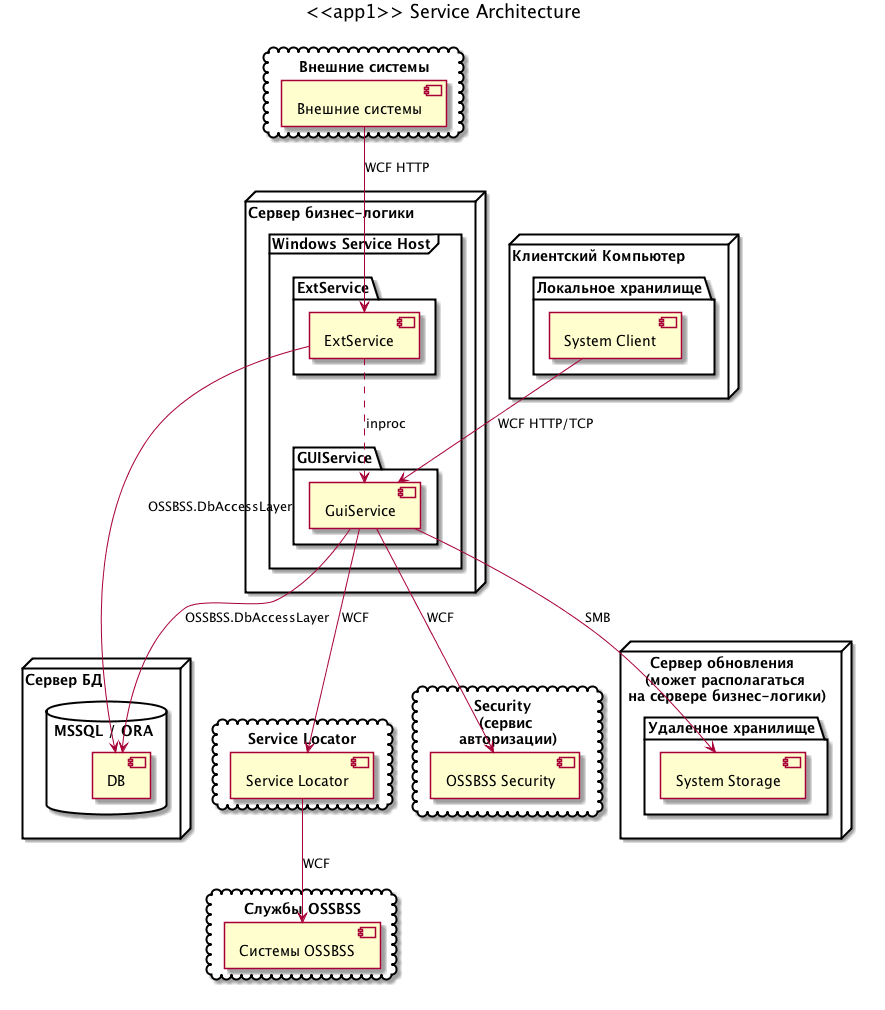 <<app1>> Service Architecture
Внешние системы
Внешние системы
WCF HTTP
Сервер бизнес-логики
Windows Service Host
ExtService
ExtService
Клиентский Компьютер
Локальное хранилище
System Client
inproc
WCF HTTP/TCP
GUIService
GuiService
OSSBSS.DbAccessLayer
OSSBSS.DbAccessLayer
WCF
WCF
SMB
Сервер БД
MSSQL / ORA
DB
Service Locator
Service Locator
Security
(сервис
авторизации)
OSSBSS Security
Сервер обновления
(может располагаться
на сервере бизнес-логики)
Удаленное хранилище
System Storage
WCF
Службы OSSBSS
Системы OSSBSS